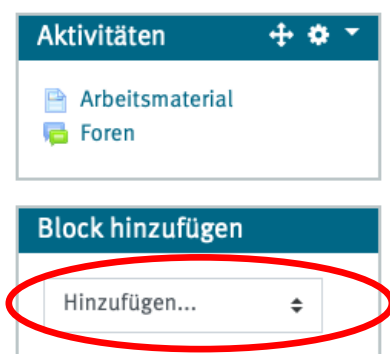 Aktivitäten
Arbeitsmaterial
Foren
Block hinzufügen
Hinzufügen...